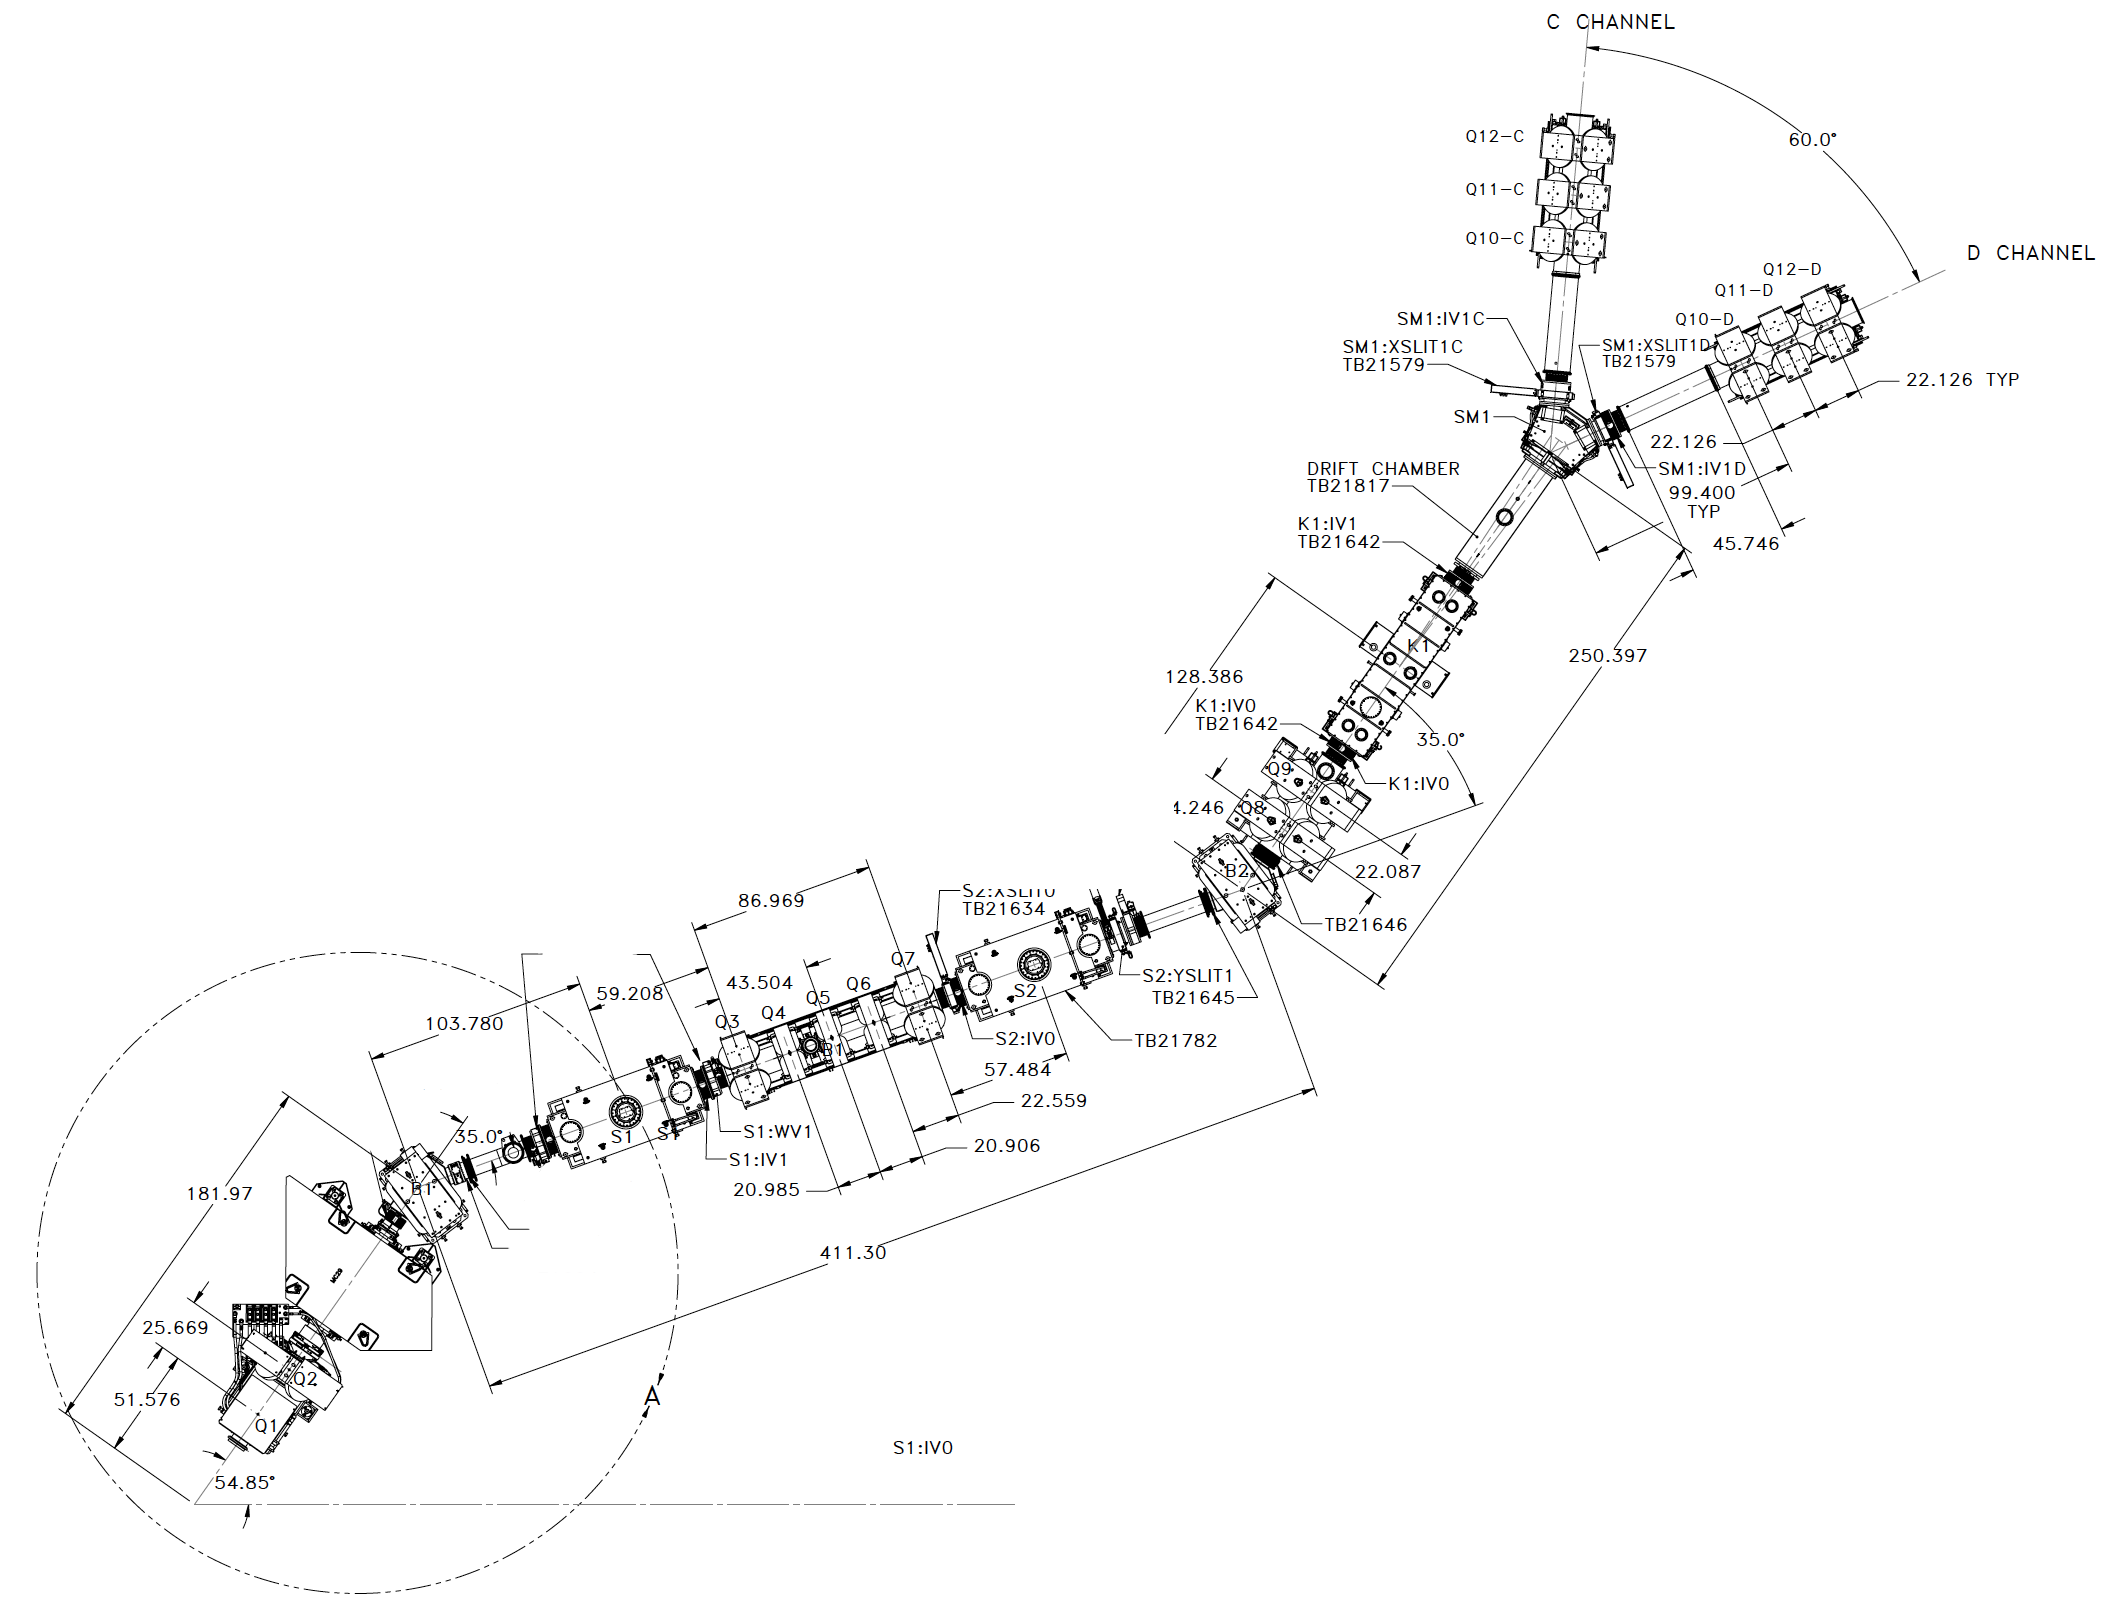 C CHANNEL
60.0°
Q12-C
Q11-C
Q10-C
D CHANNEL
Q12-D
Q11-D
Q10-D
SM1:IV1C
SM1:XSLIT1C
TB21579
SM1:XSLIT1D
TB21579
22.126 TYP
SM1
22.126
SM1:IV1D
99.400
TYP
45.746
DRIFT CHAMBER
TB21817
K1:IV1
TB21642
K1
250.397
128.386
K1:IV0
TB21642
35.0°
Q9
K1:IV0
4.246
Q8
B2
22.087
TB21646
86.969
S2:XSLIT0
TB21634
Q7
S2:YSLIT1
TB21645
43.504
Q6
59.208
Q5
S2
Q4
Q3
103.780
B1
S2:IV0
TB21782
57.484
22.559
35.0°
S1
S1
S1:WV1
S1:IV1
20.906
20.985
B1
181.97
411.30
25.669
Q2
51.576
A
Q1
S1:IV0
54.85°